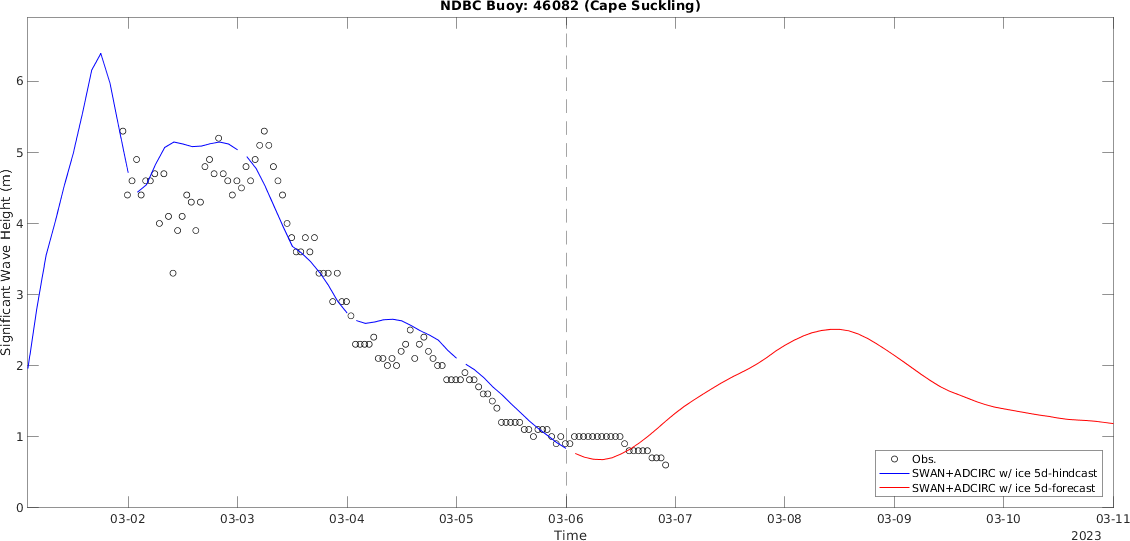 NDBC Buoy: 46082 (Cape Suckling)
Significant Wave Height (m)
6
5
4
3
2
1
0
Obs.
SWAN+ADCIRC w/ ice 5d-hindcast
SWAN+ADCIRC w/ ice 5d-forecast
03-02 03-03 03-04 03-05 03-06 03-07 03-08 03-09 03-10 03-11
Time
2023